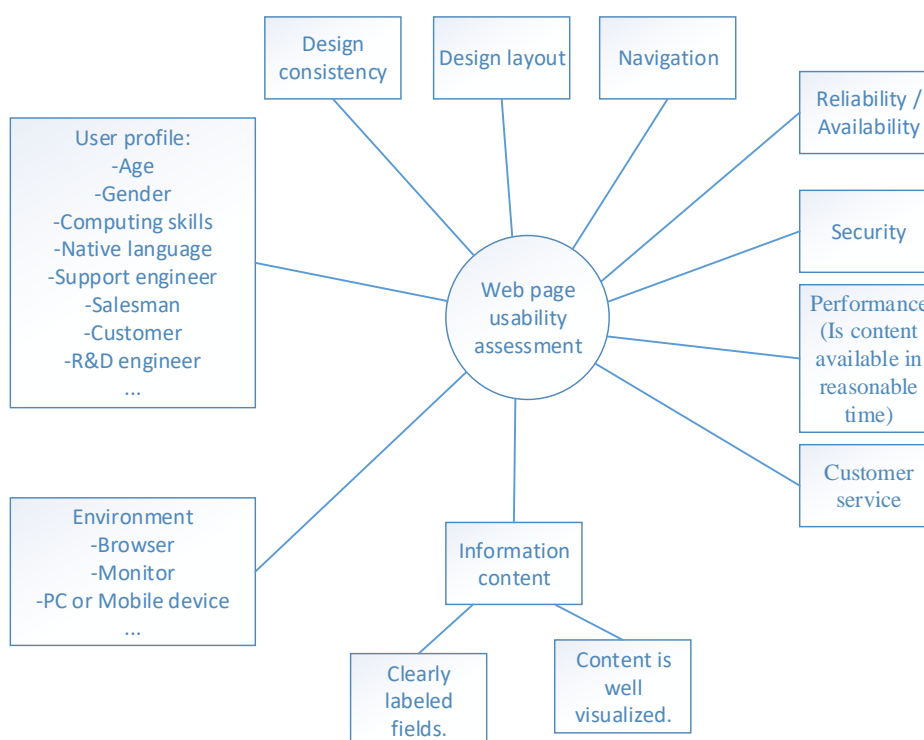 Design
consistency
Design layout
Navigation
Reliability /
Availability
User profile:
-Age
-Gender
-Computing skills
-Native language
-Support engineer
-Salesman
-Customer
-R&D engineer
...
Security
Web page
usability
assessment
Performance
(Is content
available in
reasonable
time)
Customer
service
Environment
-Browser
-Monitor
-PC or Mobile device
...
Information
content
Clearly
labeled
fields.
Content is
well
visualized.